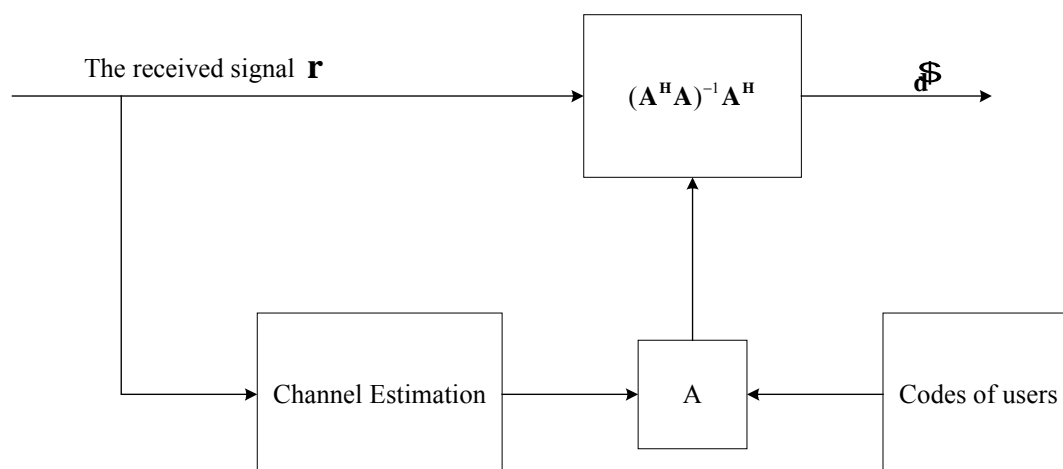 The received signal r
(A^H A)^{-1} A^H
d
Channel Estimation
A
Codes of users